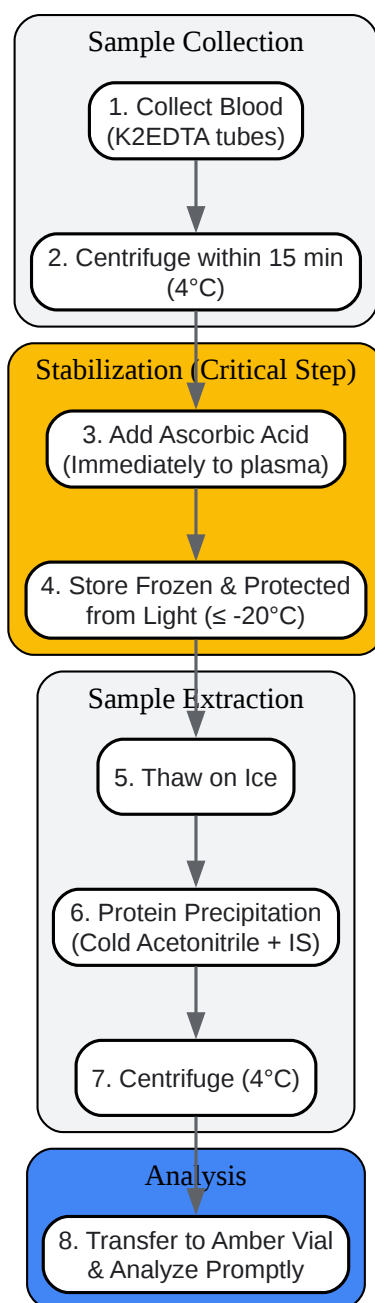 Sample Collection
1. Collect Blood
(K2EDTA tubes)
2. Centrifuge within 15 min
(4°C)
Stabilization (Critical Step)
3. Add Ascorbic Acid
(Immediately to plasma)
4. Store Frozen & Protected
from Light (≤ -20°C)
Sample Extraction
5. Thaw on Ice
6. Protein Precipitation
(Cold Acetonitrile + IS)
7. Centrifuge (4°C)
Analysis
8. Transfer to Amber Vial
& Analyze Promptly